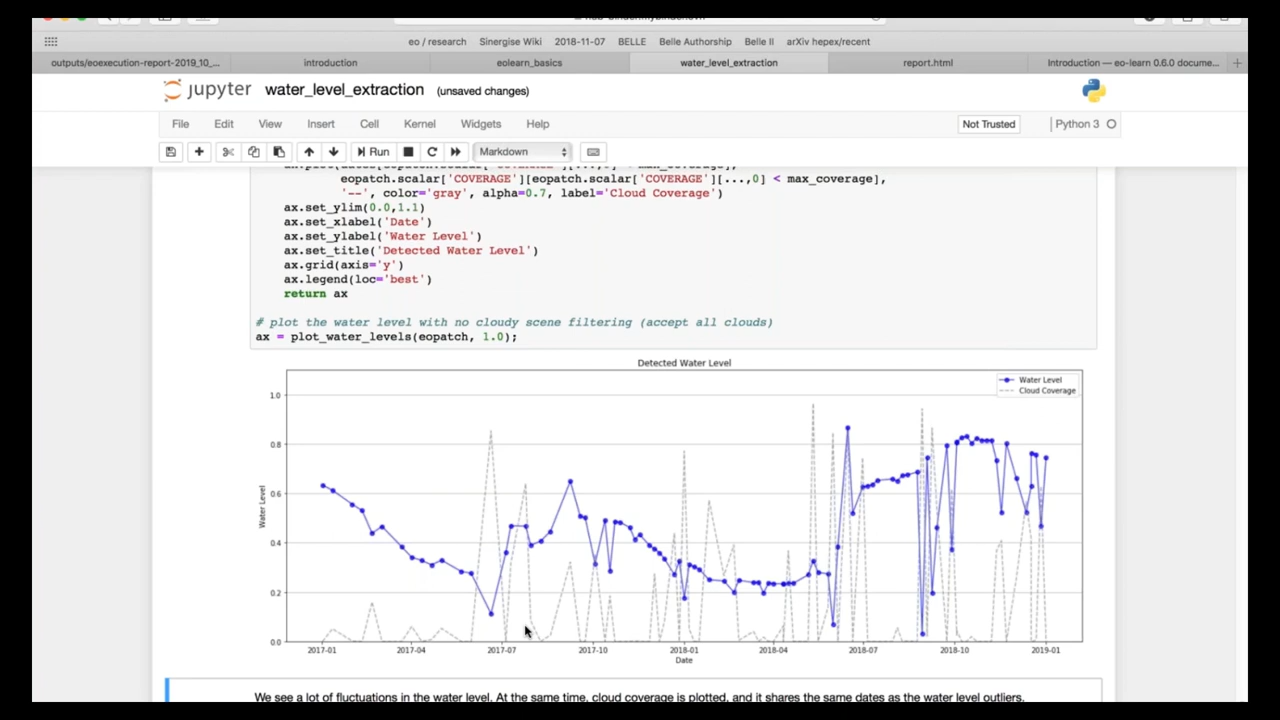 eo / research Sinergise Wiki 2018-11-07 BELLE Belle Authorship Belle II arXiv hepex/recent
outputs/eoexecution-report-2019_10_... introduction eolearn_basics water_level_extraction report.html Introduction — eo-learn 0.6.0 docume... +
jupyter water_level_extraction (unsaved changes)
File Edit View Insert Cell Kernel Widgets Help Not Trusted Python 3
Run Markdown
eopatch.scalar['COVERAGE'][eopatch.scalar['COVERAGE'][...,0] < max_coverage],
'--', color='gray', alpha=0.7, label='Cloud Coverage')
ax.set_ylim(0.0,1.1)
ax.set_xlabel('Date')
ax.set_ylabel('Water Level')
ax.set_title('Detected Water Level')
ax.grid(axis='y')
ax.legend(loc='best')
return ax
# plot the water level with no cloudy scene filtering (accept all clouds)
ax = plot_water_levels(eopatch, 1.0);
Detected Water Level
Water Level
Cloud Coverage
1.0
0.8
0.6
0.4
0.2
0.0
Water Level
2017-01 2017-04 2017-07 2017-10 2018-01 2018-04 2018-07 2018-10 2019-01
Date
We see a lot of fluctuations in the water level. At the same time, cloud coverage is plotted, and it shares the same dates as the water level outliers.